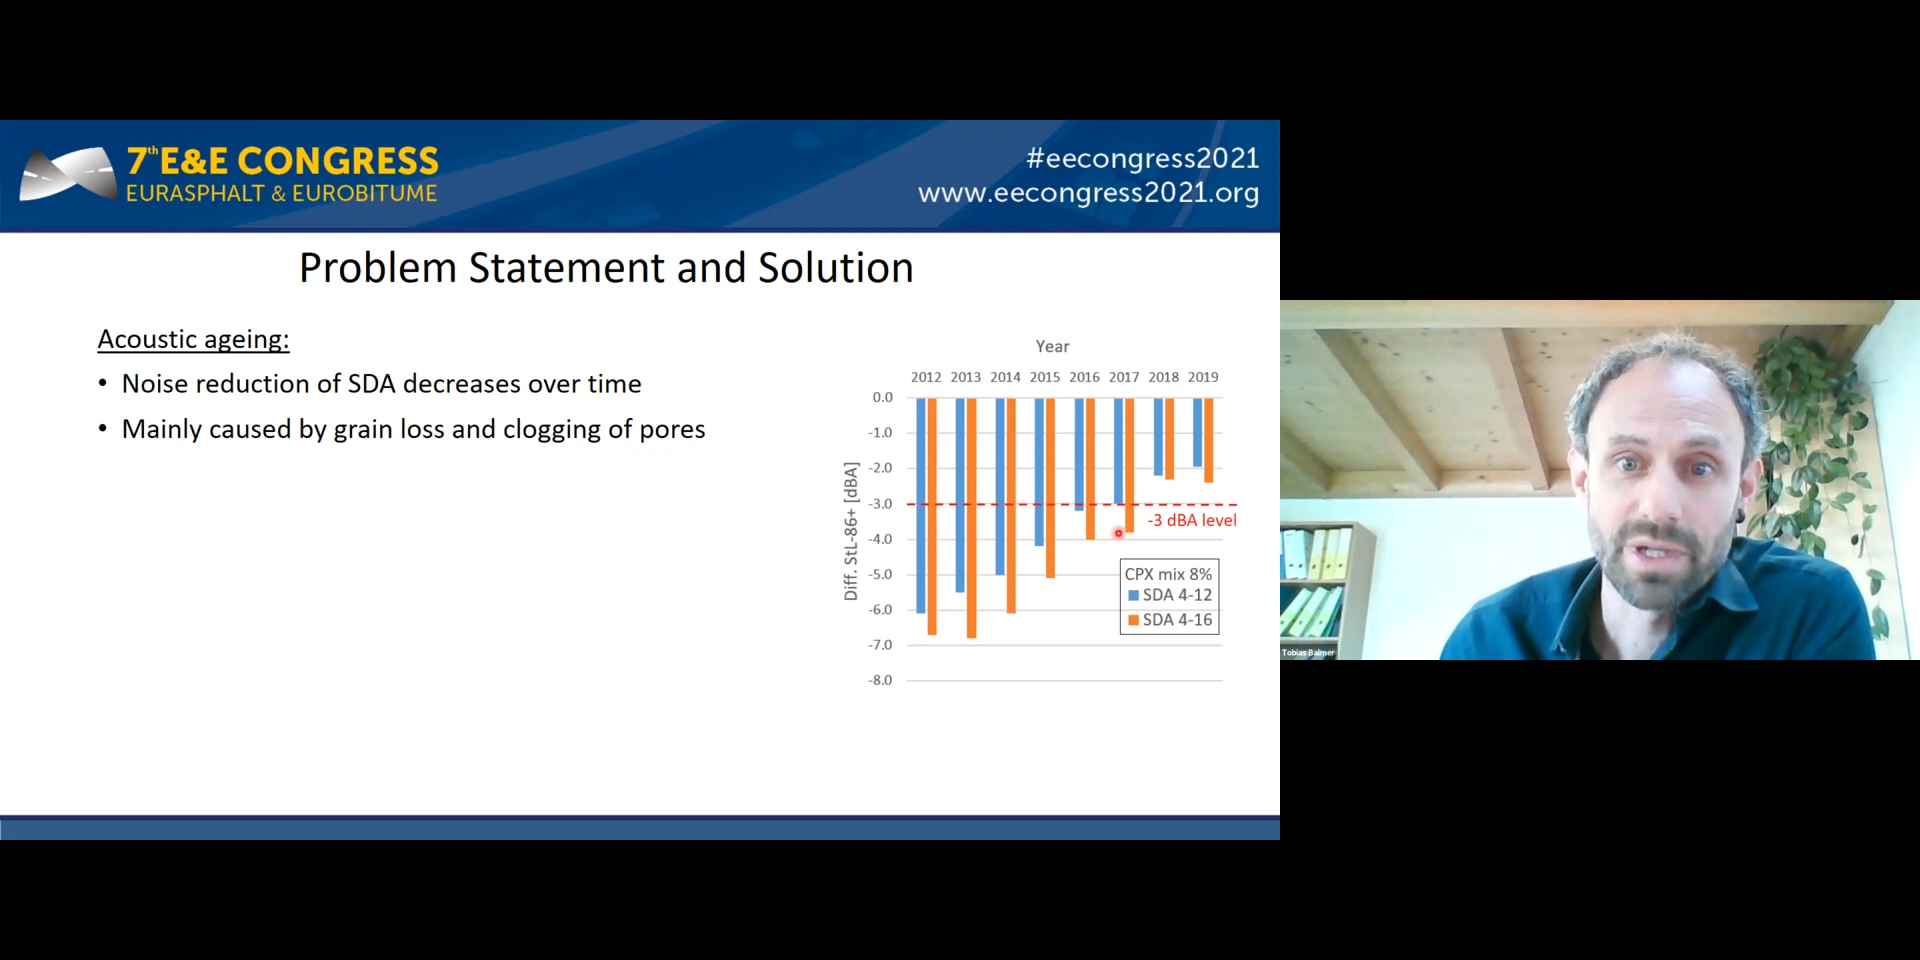 7th E&E CONGRESS
EURASPHALT & EUROBITUME
#eecongress2021
www.eecongress2021.org
Problem Statement and Solution
Acoustic ageing:
• Noise reduction of SDA decreases over time
• Mainly caused by grain loss and clogging of pores
Year
2012 2013 2014 2015 2016 2017 2018 2019
0.0
-1.0
-2.0
-3.0
-4.0
-5.0
-6.0
-7.0
-8.0
Diff. StL-86+ [dBA]
-3 dBA level
CPX mix 8%
SDA 4-12
SDA 4-16
Tobias Balmer